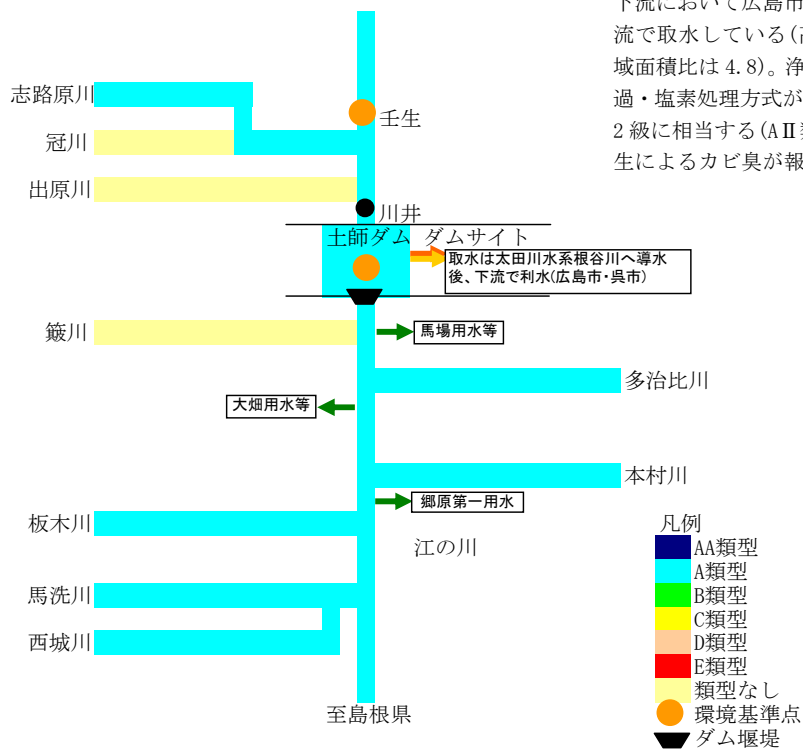 下流において広島市
流で取水している(
域面積比は 4.8)。浄
過・塩素処理方式が
2 級に相当する(AⅡ
生によるカビ臭が報
志路原川
壬生
冠川
出原川
川井
土師ダム ダムサイト
取水は太田川水系根谷川へ導水
後、下流で利水(広島市・呉市)
簸川
馬場用水等
多治比川
大畑用水等
本村川
郷原第一用水
板木川
江の川
馬洗川
西城川
至島根県
凡例
AA類型
A類型
B類型
C類型
D類型
E類型
類型なし
環境基準点
ダム堰堤